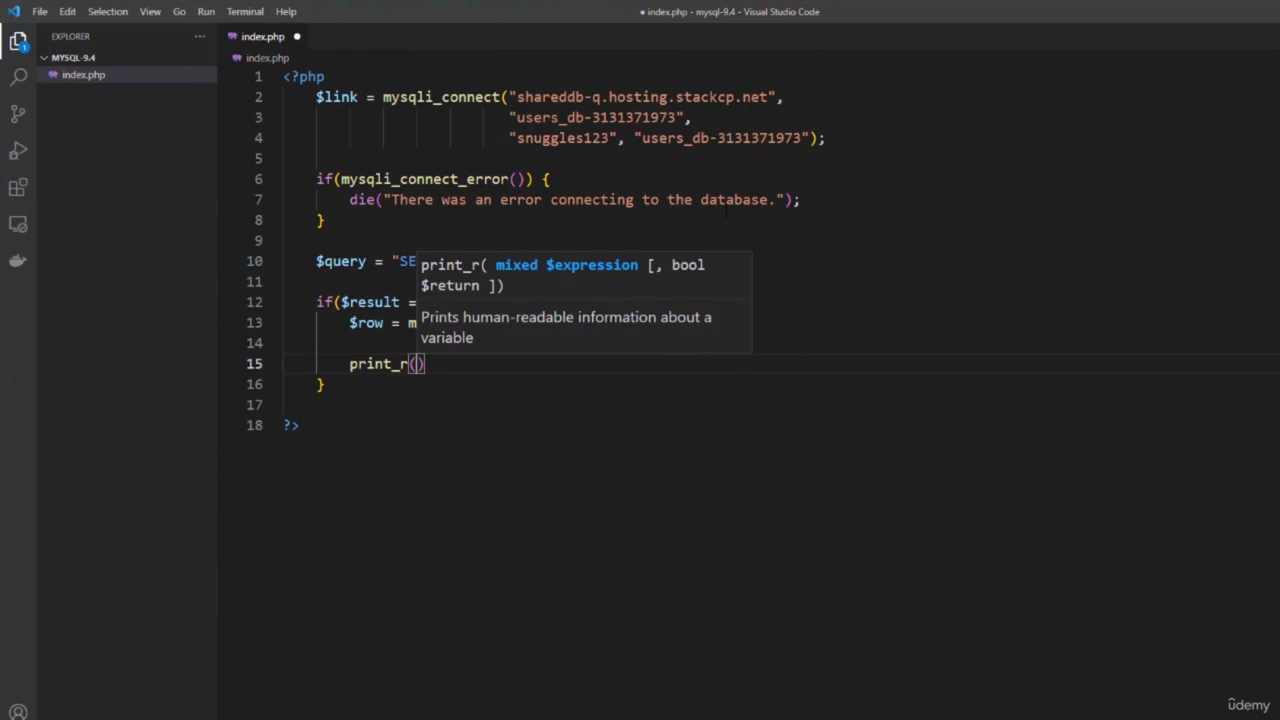 File Edit Selection View Go Run Terminal Help
● index.php - mysql-9.4 - Visual Studio Code
EXPLORER ···
MYSQL-9.4
index.php
1
index.php ●
index.php
1 <?php
2 $link = mysqli_connect("shareddb-q.hosting.stackcp.net",
3 "users_db-3131371973",
4 "snuggles123", "users_db-3131371973");
5
6 if(mysqli_connect_error()) {
7 die("There was an error connecting to the database.");
8 }
9
10 $query = "SE
11
12 if($result =
13 $row = m
14
15 print_r()
16 }
17
18 ?>
print_r( mixed $expression [, bool
$return ])
Prints human-readable information about a
variable
ûdemy